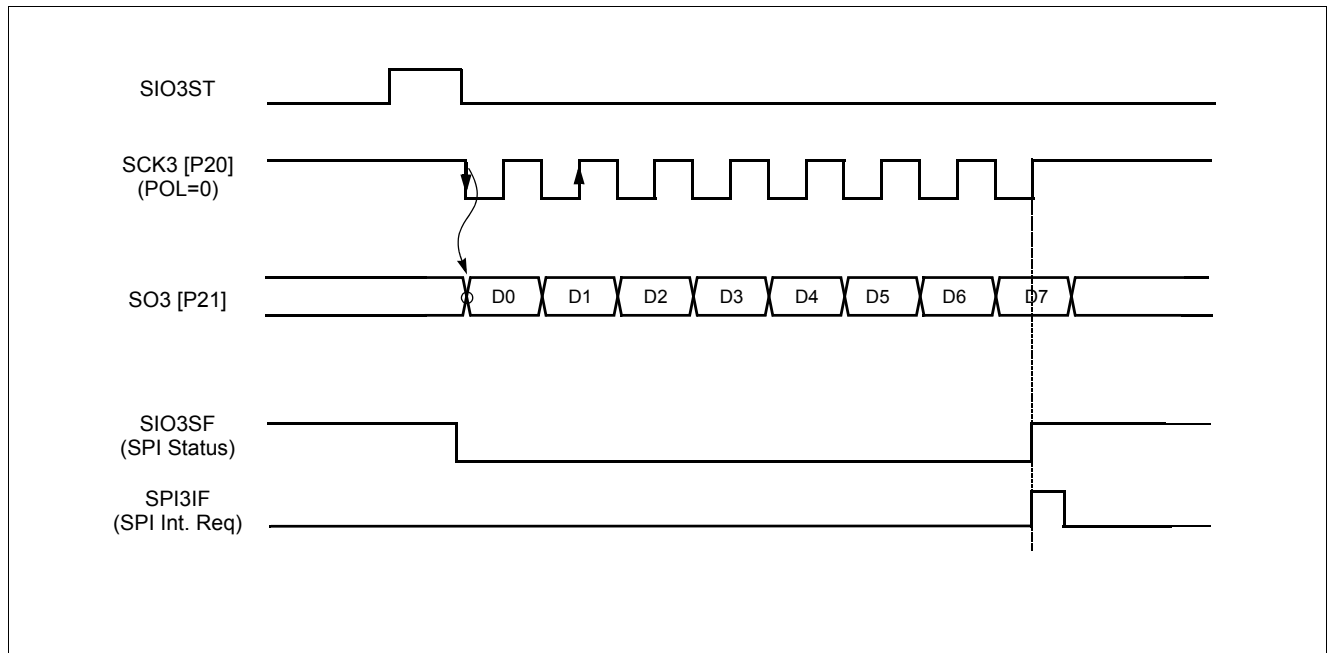 SIO3ST
SCK3 [P20]
(POL=0)
SO3 [P21]
D0 D1 D2 D3 D4 D5 D6 D7
SIO3SF
(SPI Status)
SPI3IF
(SPI Int. Req)